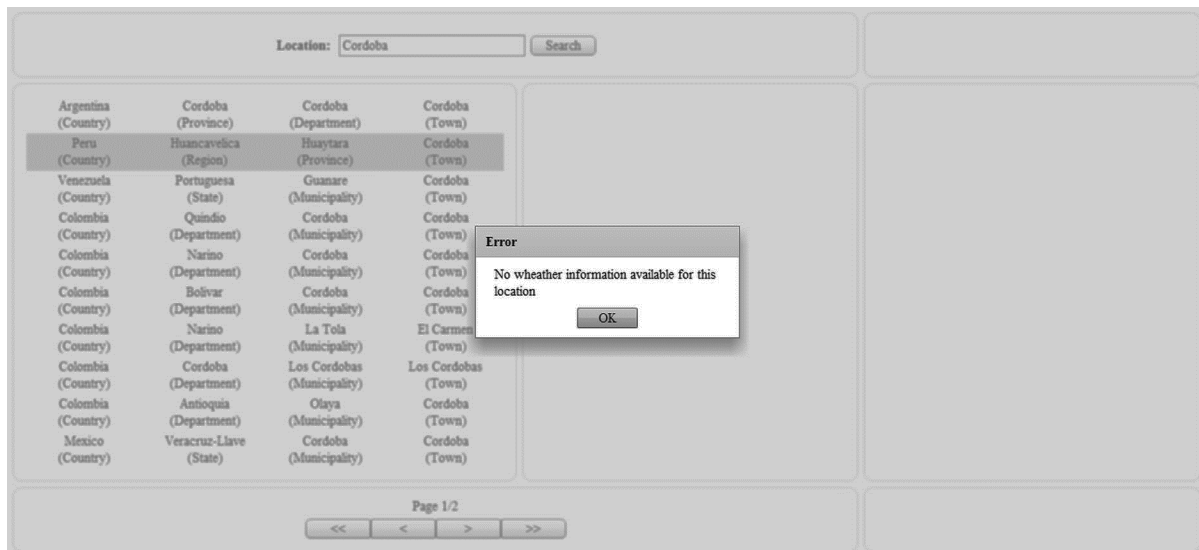 Location: Cordoba Search
Argentina Cordoba Cordoba Cordoba
(Country) (Province) (Department) (Town)
Peru Huancavelica Huaytara Cordoba
(Country) (Region) (Province) (Town)
Venezuela Portuguesa Guanare Cordoba
(Country) (State) (Municipality) (Town)
Colombia Quindio Cordoba Cordoba
(Country) (Department) (Municipality) (Town)
Colombia Narino Cordoba Cordoba
(Country) (Department) (Municipality) (Town)
Colombia Bolivar Cordoba Cordoba
(Country) (Department) (Municipality) (Town)
Colombia Narino La Tola El Carmen
(Country) (Department) (Municipality) (Town)
Colombia Cordoba Los Cordobas Los Cordobas
(Country) (Department) (Municipality) (Town)
Colombia Antioquia Olaya Cordoba
(Country) (Department) (Municipality) (Town)
Mexico Veracruz-Llave Cordoba Cordoba
(Country) (State) (Municipality) (Town)
Error
No wheather information available for this
location
OK
Page 1/2
<< < > >>